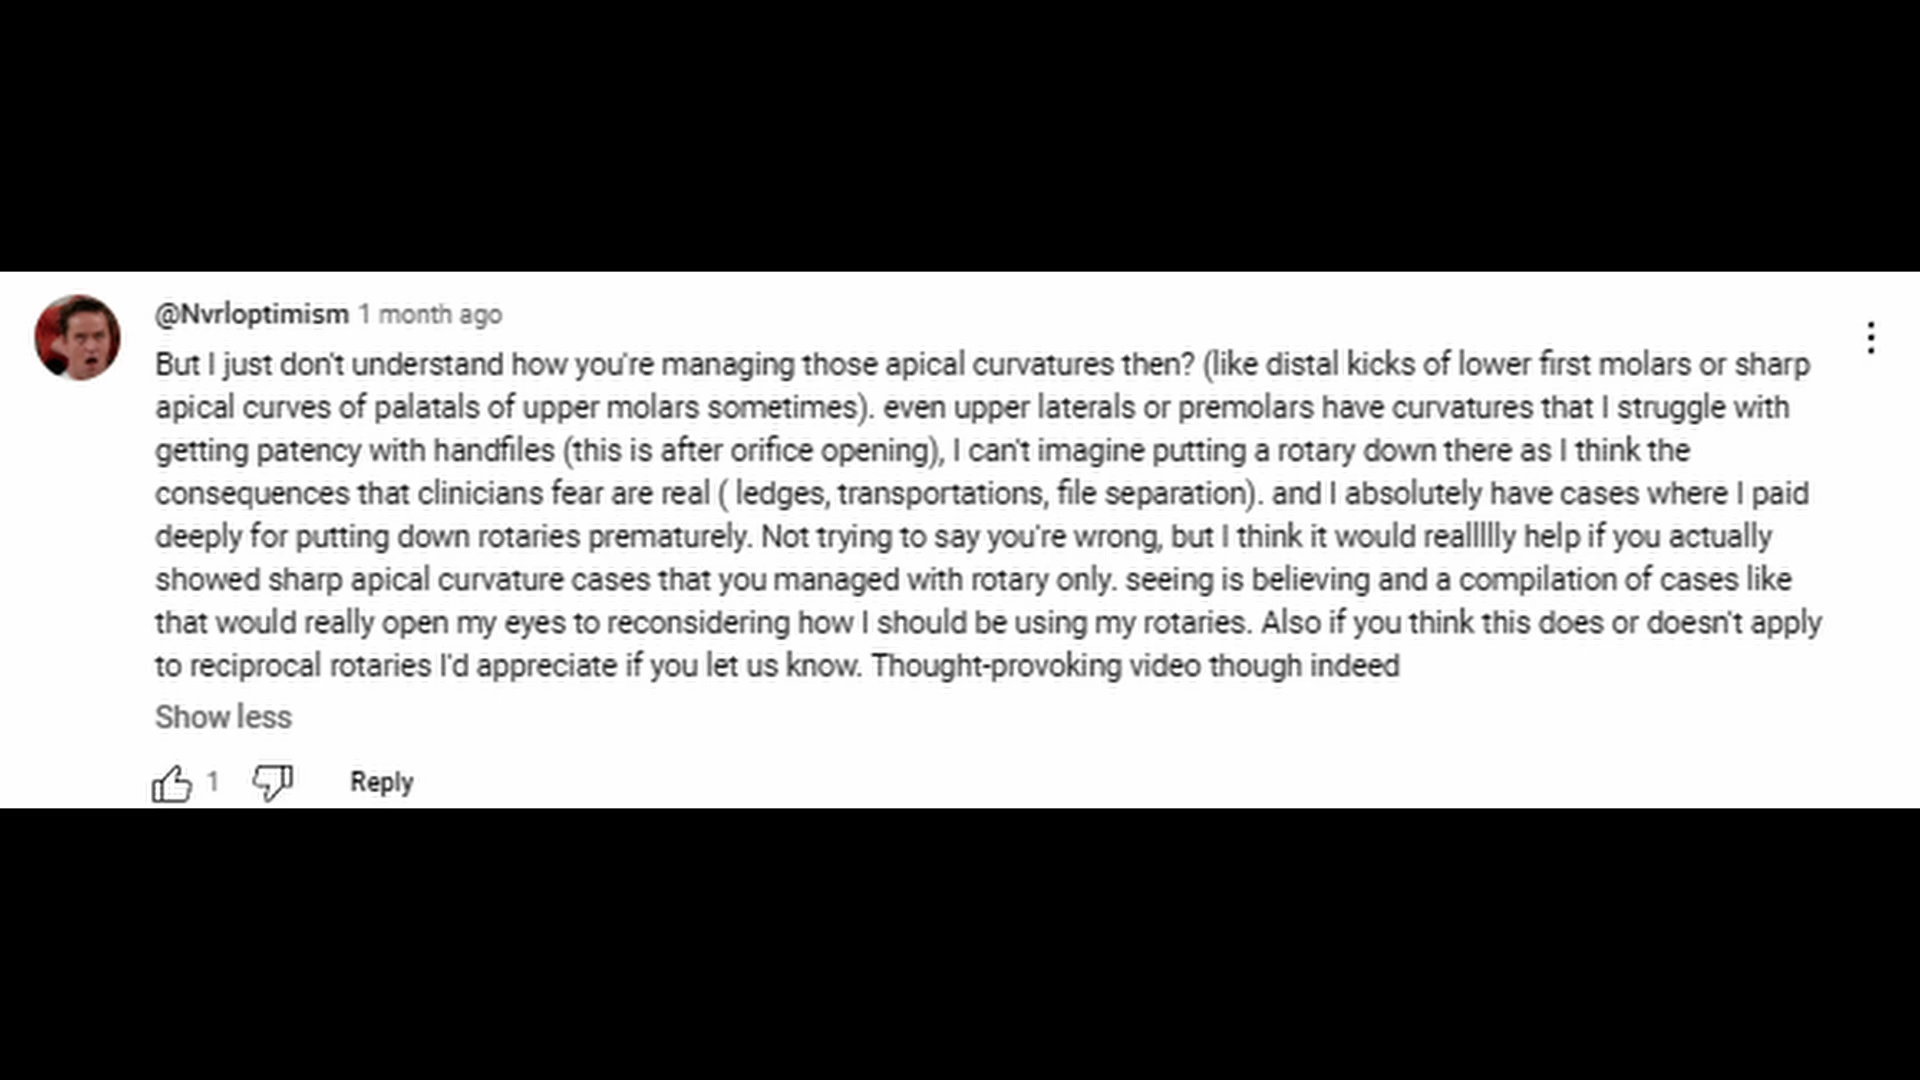 @Nvrloptimism 1 month ago
But I just don't understand how you're managing those apical curvatures then? (like distal kicks of lower first molars or sharp
apical curves of palatals of upper molars sometimes). even upper laterals or premolars have curvatures that I struggle with
getting patency with handfiles (this is after orifice opening), I can't imagine putting a rotary down there as I think the
consequences that clinicians fear are real ( ledges, transportations, file separation). and I absolutely have cases where I paid
deeply for putting down rotaries prematurely. Not trying to say you're wrong, but I think it would reallllly help if you actually
showed sharp apical curvature cases that you managed with rotary only. seeing is believing and a compilation of cases like
that would really open my eyes to reconsidering how I should be using my rotaries. Also if you think this does or doesn't apply
to reciprocal rotaries I'd appreciate if you let us know. Thought-provoking video though indeed
Show less
1 Reply